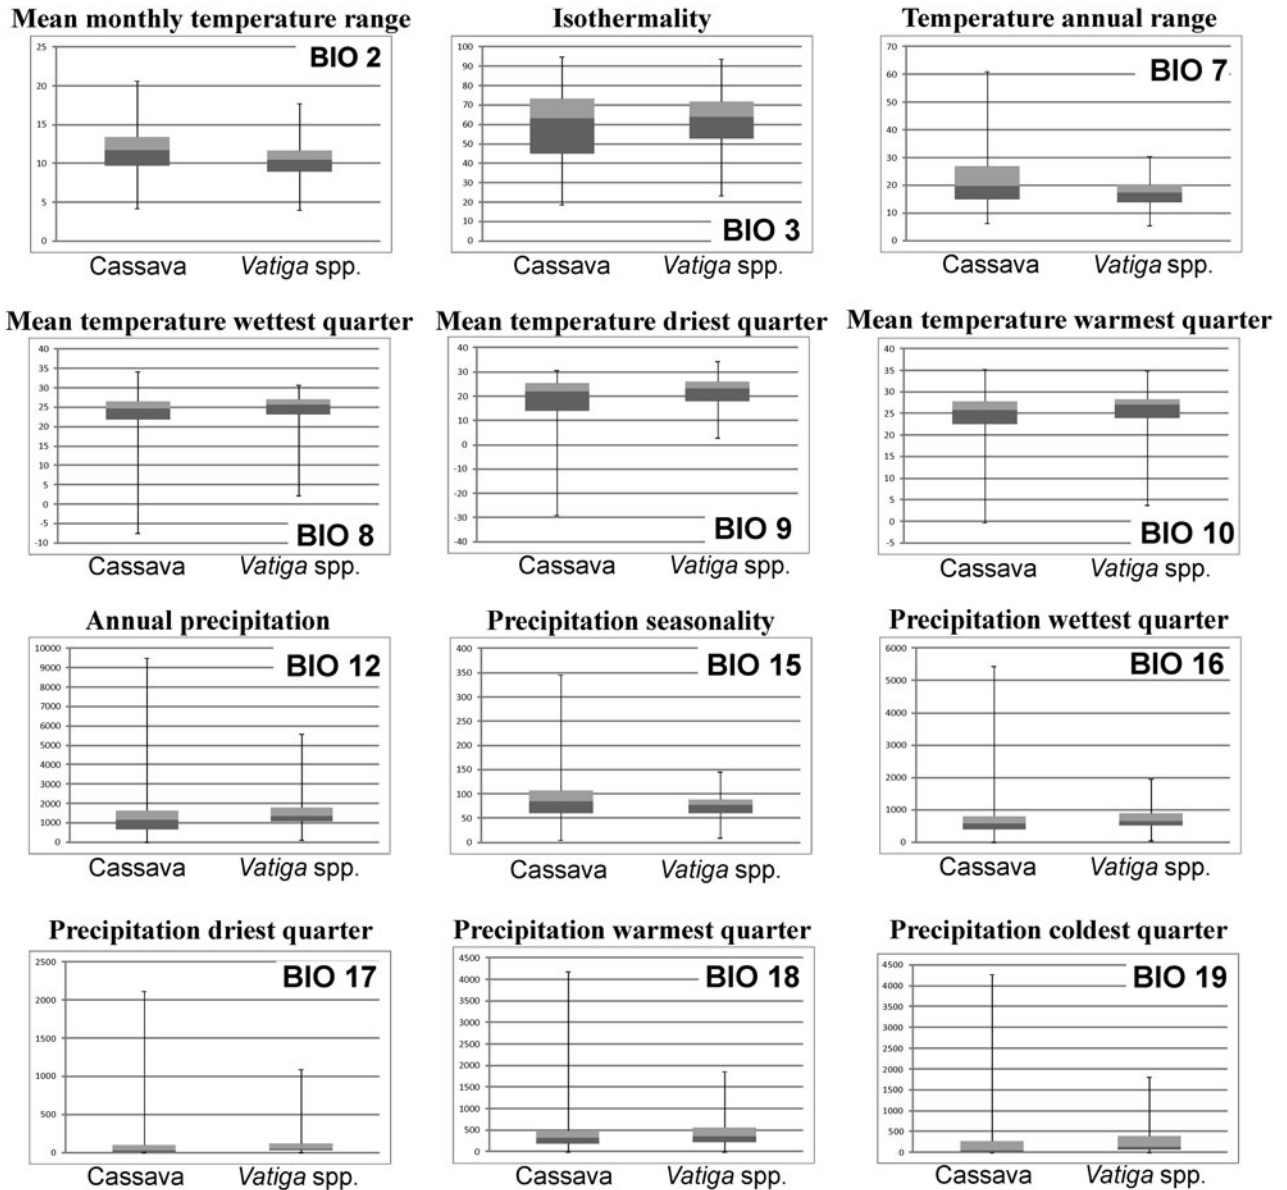 Mean monthly temperature range
BIO 2
25
20
15
10
5
0
Cassava
Vatiga spp.
Isothermality
100
90
80
70
60
50
40
30
20
10
0
BIO 3
Cassava
Vatiga spp.
Temperature annual range
BIO 7
70
60
50
40
30
20
10
0
Cassava
Vatiga spp.
Mean temperature wettest quarter
40
35
30
25
20
15
10
5
0
-5
-10
BIO 8
Cassava
Vatiga spp.
Mean temperature driest quarter
40
30
20
10
0
-10
-20
-30
-40
BIO 9
Cassava
Vatiga spp.
Mean temperature warmest quarter
40
35
30
25
20
15
10
5
0
-5
BIO 10
Cassava
Vatiga spp.
Annual precipitation
BIO 12
10000
9000
8000
7000
6000
5000
4000
3000
2000
1000
0
Cassava
Vatiga spp.
Precipitation seasonality
BIO 15
400
350
300
250
200
150
100
50
0
Cassava
Vatiga spp.
Precipitation wettest quarter
BIO 16
6000
5000
4000
3000
2000
1000
0
Cassava
Vatiga spp.
Precipitation driest quarter
BIO 17
2500
2000
1500
1000
500
0
Cassava
Vatiga spp.
Precipitation warmest quarter
BIO 18
4500
4000
3500
3000
2500
2000
1500
1000
500
0
Cassava
Vatiga spp.
Precipitation coldest quarter
BIO 19
4500
4000
3500
3000
2500
2000
1500
1000
500
0
Cassava
Vatiga spp.